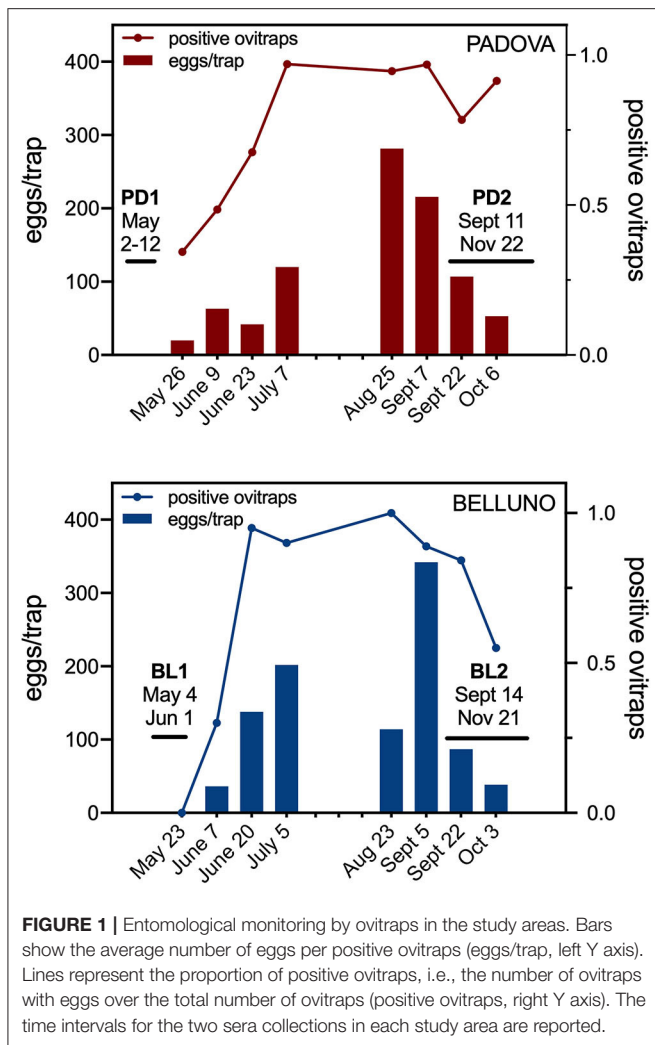 positive ovitraps
eggs/trap
PADOVA
400
300
200
100
0
eggs/trap
1.0
0.5
0.0
positive ovitraps
PD1
May
2-12
PD2
Sept 11
Nov 22
May 26
June 9
June 23
July 7
Aug 25
Sept 7
Sept 22
Oct 6
positive ovitraps
eggs/trap
BELLUNO
400
300
200
100
0
eggs/trap
1.0
0.5
0.0
positive ovitraps
BL1
May 4
Jun 1
BL2
Sept 14
Nov 21
May 23
June 7
June 20
July 5
Aug 23
Sept 5
Sept 22
Oct 3
FIGURE 1 | Entomological monitoring by ovitraps in the study areas. Bars
show the average number of eggs per positive ovitraps (eggs/trap, left Y axis).
Lines represent the proportion of positive ovitraps, i.e., the number of ovitraps
with eggs over the total number of ovitraps (positive ovitraps, right Y axis). The
time intervals for the two sera collections in each study area are reported.